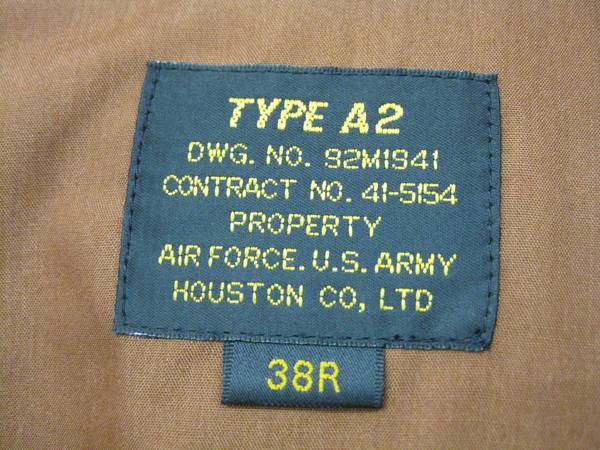 TYPE A2
DWG. NO. 92M1941
CONTRACT NO. 41-5154
PROPERTY
AIR FORCE. U.S. ARMY
HOUSTON CO, LTD
38R